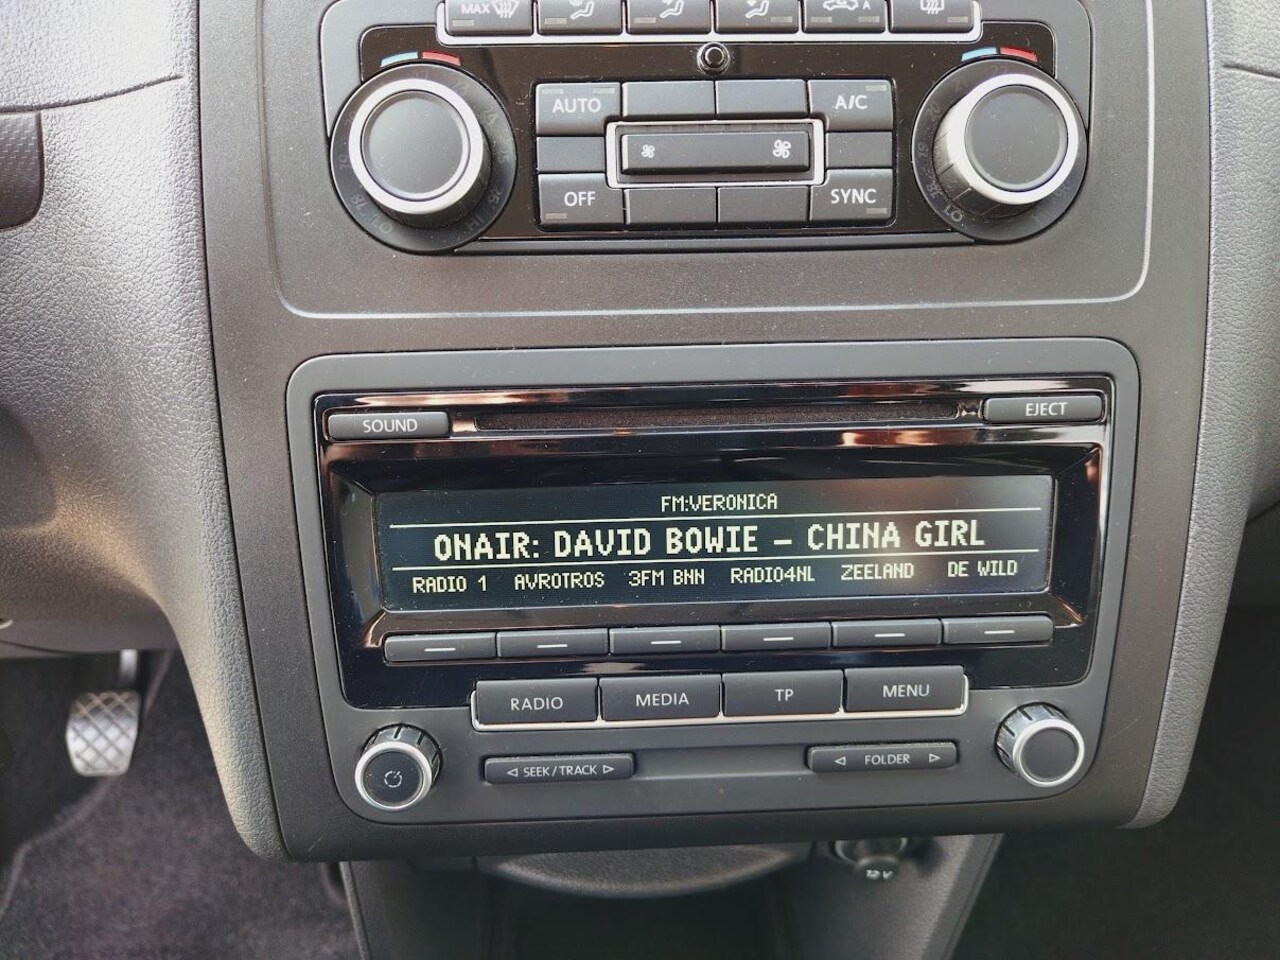 MAX
A
AUTO
A/C
OFF
SYNC
SOUND
EJECT
FM:VERONICA
ONAIR: DAVID BOWIE – CHINA GIRL
RADIO 1 AVROTROS 3FM BNN RADIO4NL ZEELAND DE WILD
RADIO MEDIA TP MENU
SEEK / TRACK
FOLDER
12 V